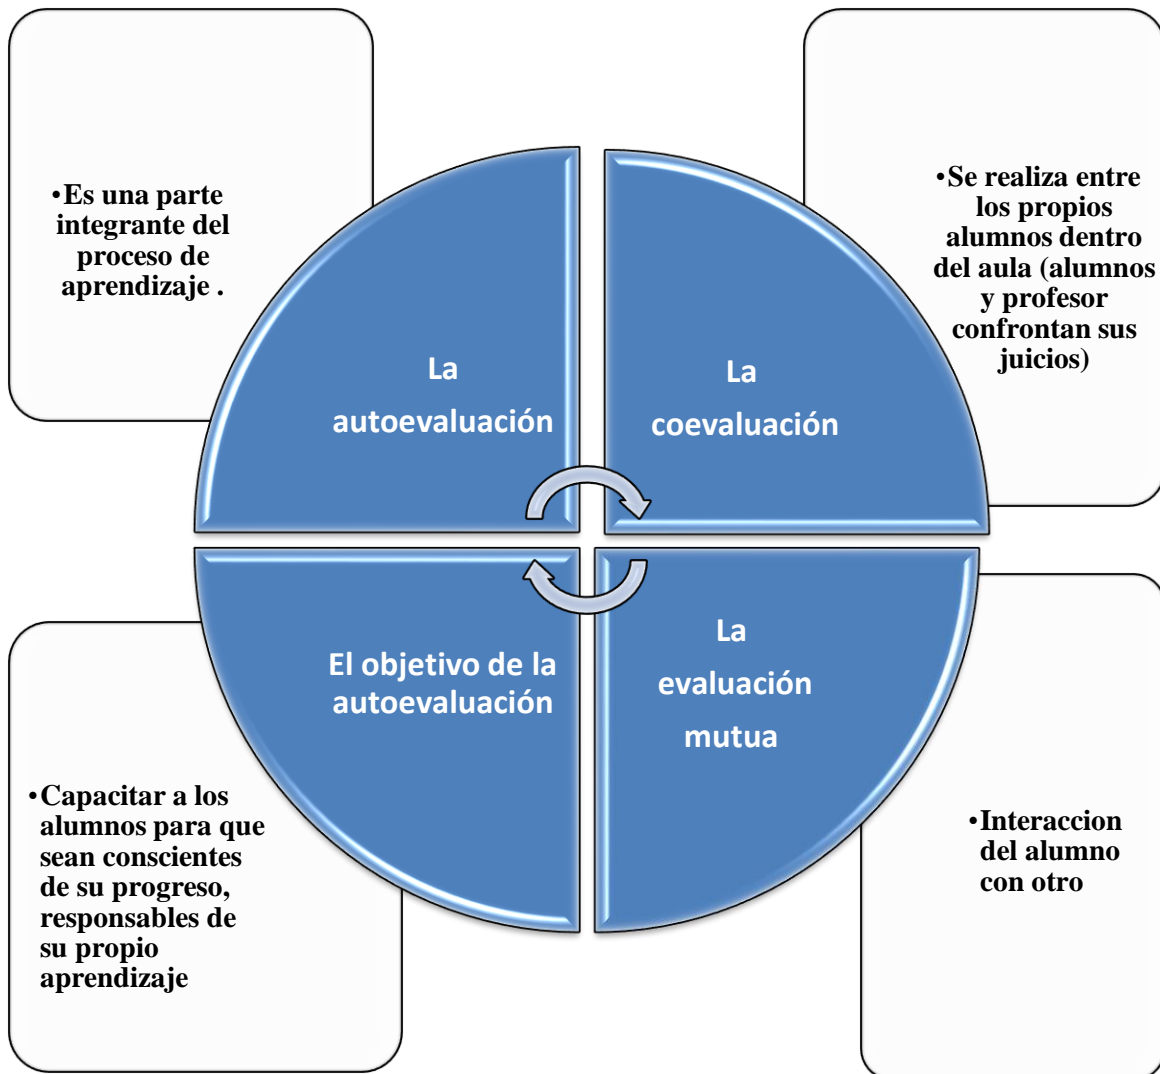 •Es una parte
integrante del
proceso de
aprendizaje .
La
autoevaluación
•Se realiza entre
los propios
alumnos dentro
del aula (alumnos
y profesor
confrontan sus
juicios)
La
coevaluación
El objetivo de la
autoevaluación
•Capacitar a los
alumnos para que
sean conscientes
de su progreso,
responsables de
su propio
aprendizaje
La
evaluación
mutua
•Interaccion
del alumno
con otro